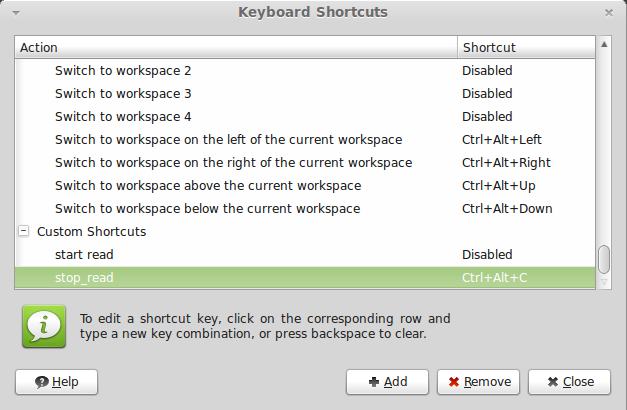 Keyboard Shortcuts
Action Shortcut
Switch to workspace 2 Disabled
Switch to workspace 3 Disabled
Switch to workspace 4 Disabled
Switch to workspace on the left of the current workspace Ctrl+Alt+Left
Switch to workspace on the right of the current workspace Ctrl+Alt+Right
Switch to workspace above the current workspace Ctrl+Alt+Up
Switch to workspace below the current workspace Ctrl+Alt+Down
Custom Shortcuts
start read Disabled
stop_read Ctrl+Alt+C
To edit a shortcut key, click on the corresponding row and
type a new key combination, or press backspace to clear.
Help Add Remove Close